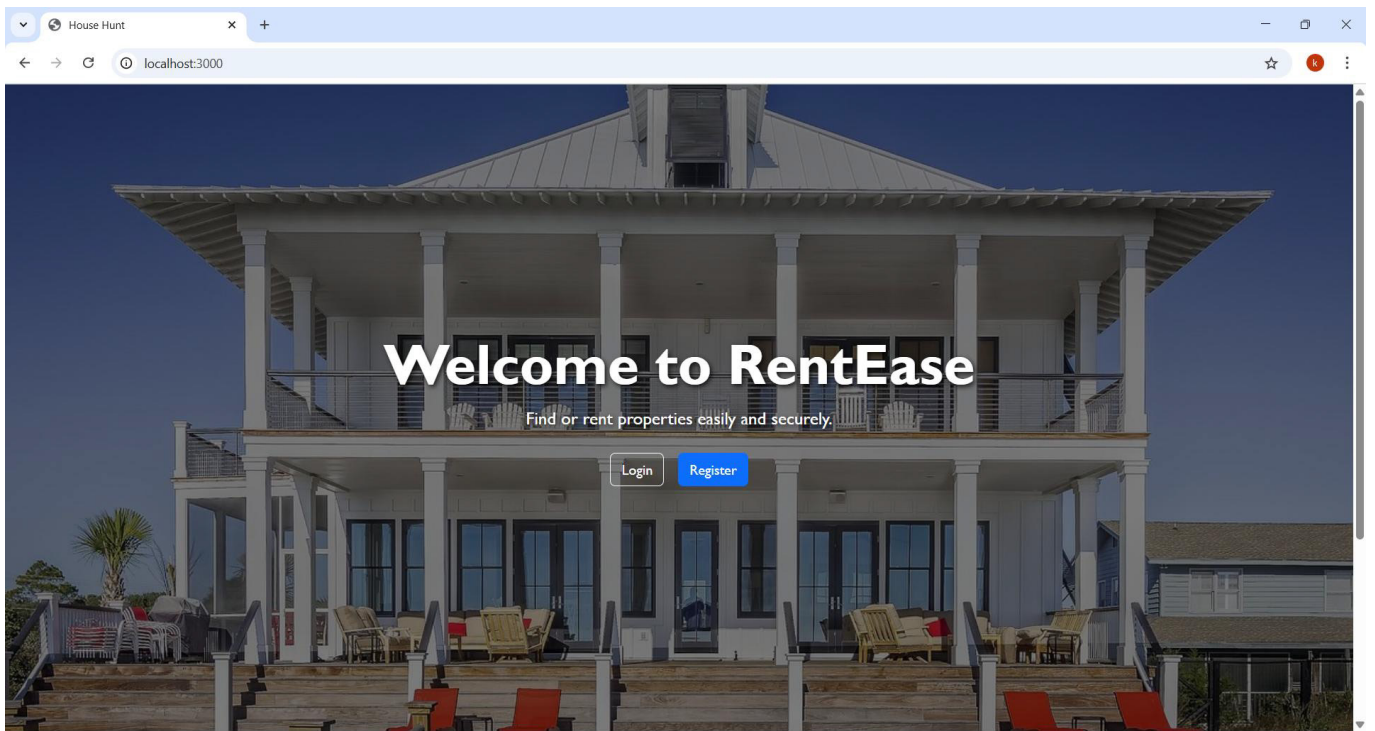 House Hunt
localhost:3000
k
Welcome to RentEase
Find or rent properties easily and securely.
Login Register